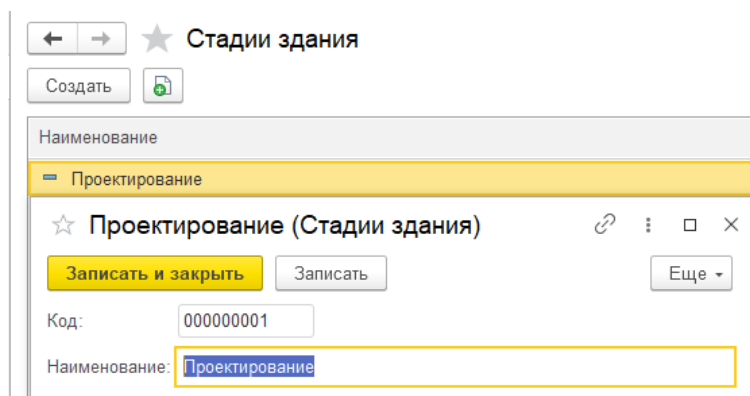 Стадии здания
Создать
Наименование
Проектирование
Проектирование (Стадии здания)
Записать и закрыть Записать Еще
Код: 000000001
Наименование: Проектирование